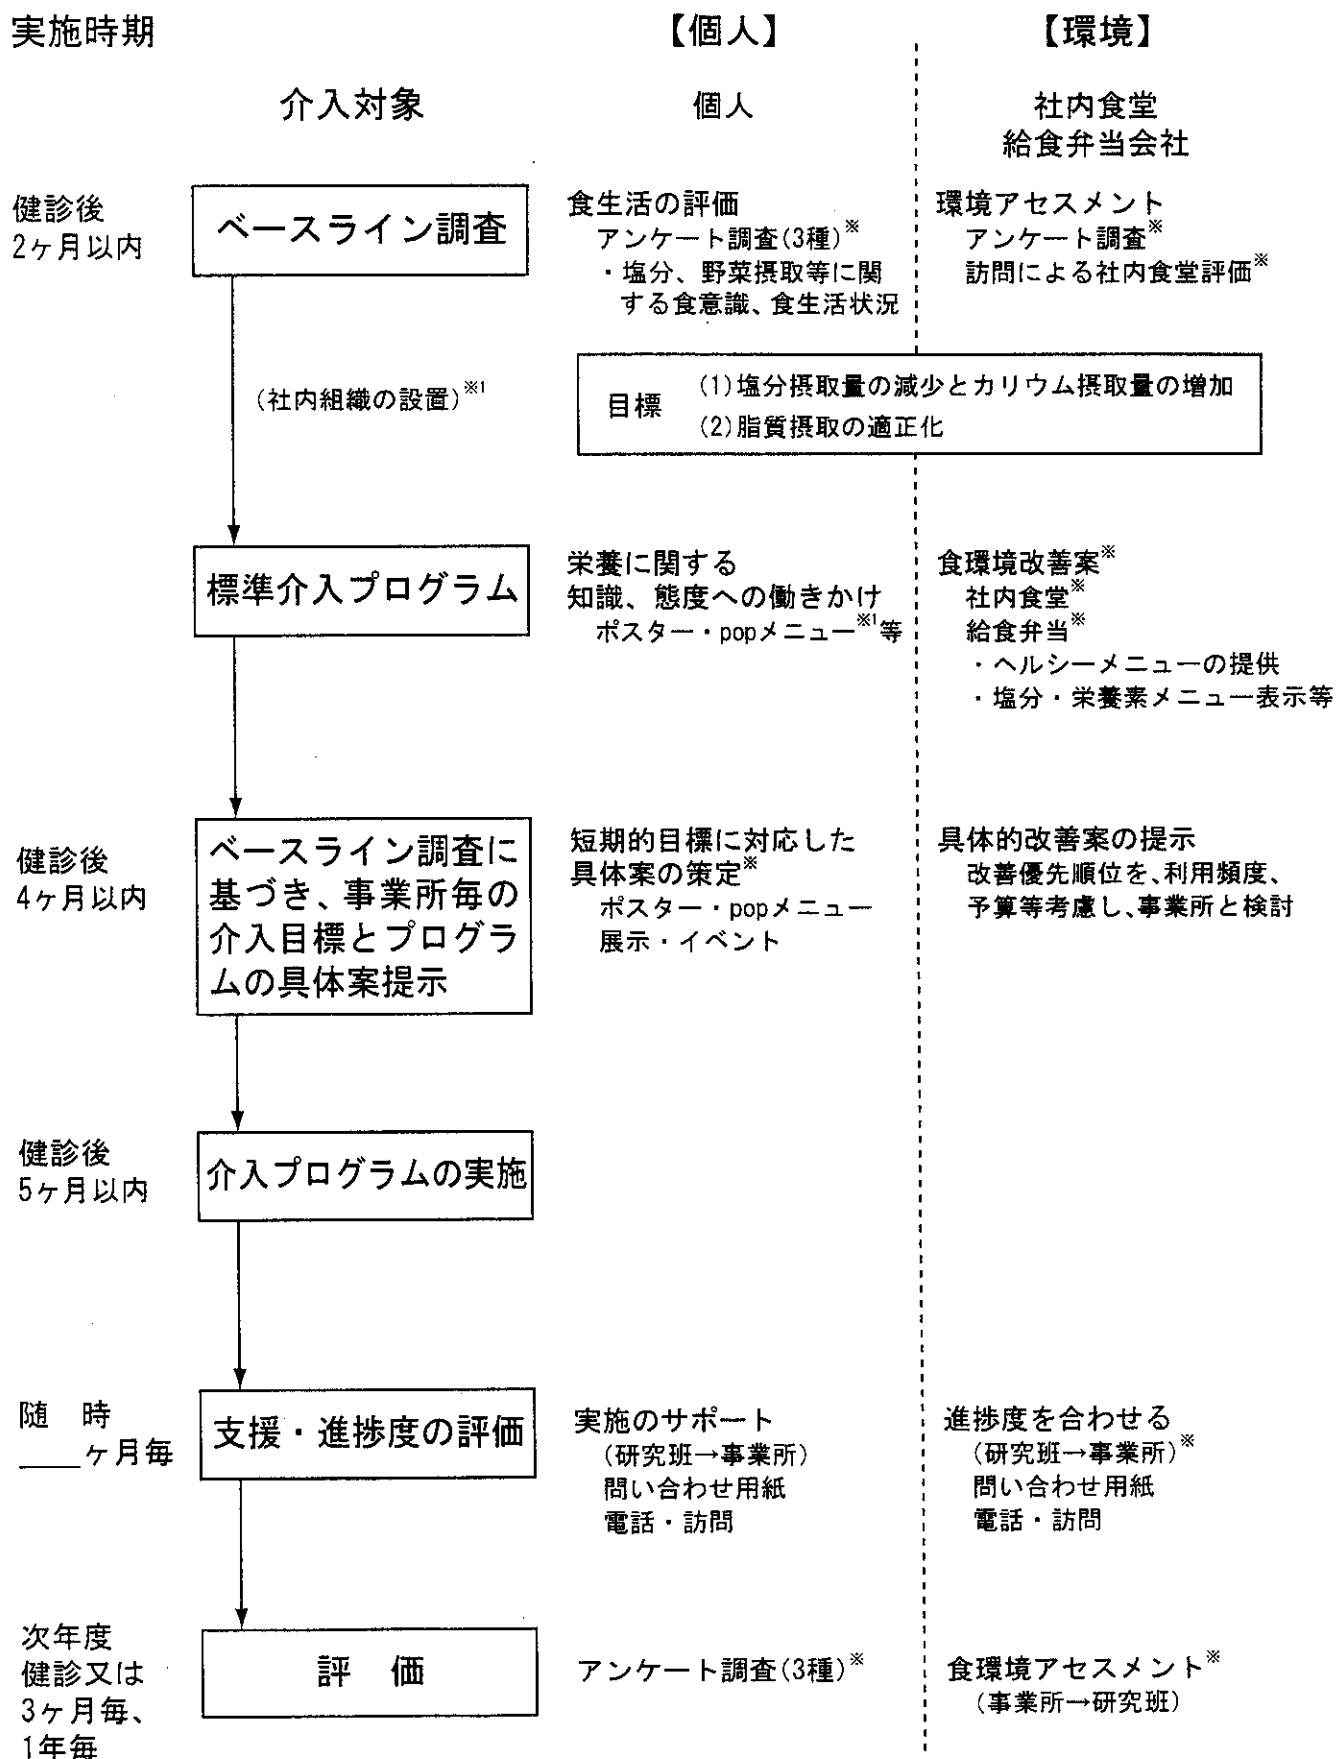 実施時期
【個人】
【環境】
介入対象
個人
社内食堂
給食弁当会社
健診後
2ヶ月以内
ベースライン調査
食生活の評価
アンケート調査(3種)※
・塩分、野菜摂取等に関
する食意識、食生活状況
環境アセスメント
アンケート調査※
訪問による社内食堂評価※
(社内組織の設置)※1
目標
(1)塩分摂取量の減少とカリウム摂取量の増加
(2)脂質摂取の適正化
標準介入プログラム
栄養に関する
知識、態度への働きかけ
ポスター・popメニュー※1等
食環境改善案※
社内食堂※
給食弁当※
・ヘルシーメニューの提供
・塩分・栄養素メニュー表示等
健診後
4ヶ月以内
ベースライン調査に
基づき、事業所毎の
介入目標とプログラ
ムの具体案提示
短期的目標に対応した
具体案の策定※
ポスター・popメニュー
展示・イベント
具体的改善案の提示
改善優先順位を、利用頻度、
予算等考慮し、事業所と検討
健診後
5ヶ月以内
介入プログラムの実施
随　時
___ヶ月毎
支援・進捗度の評価
実施のサポート
(研究班→事業所)
問い合わせ用紙
電話・訪問
進捗度を合わせる
(研究班→事業所)※
問い合わせ用紙
電話・訪問
次年度
健診又は
3ヶ月毎、
1年毎
評　価
アンケート調査(3種)※
食環境アセスメント※
(事業所→研究班)